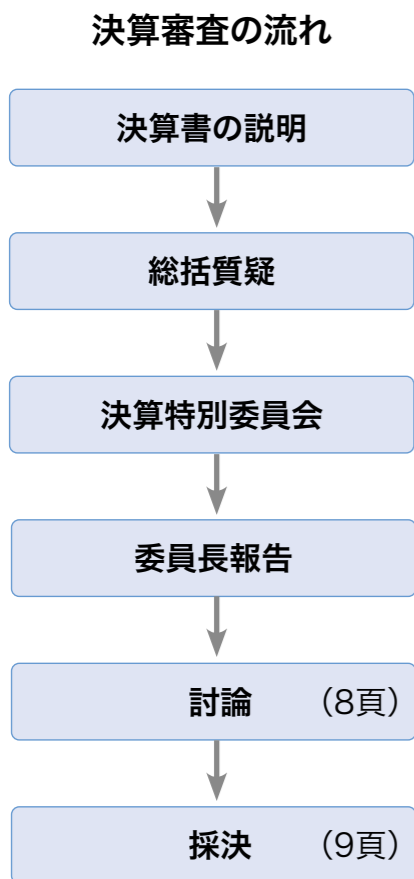 決算審査の流れ
決算書の説明
総括質疑
決算特別委員会
委員長報告
討論 （8頁）
採決 （9頁）